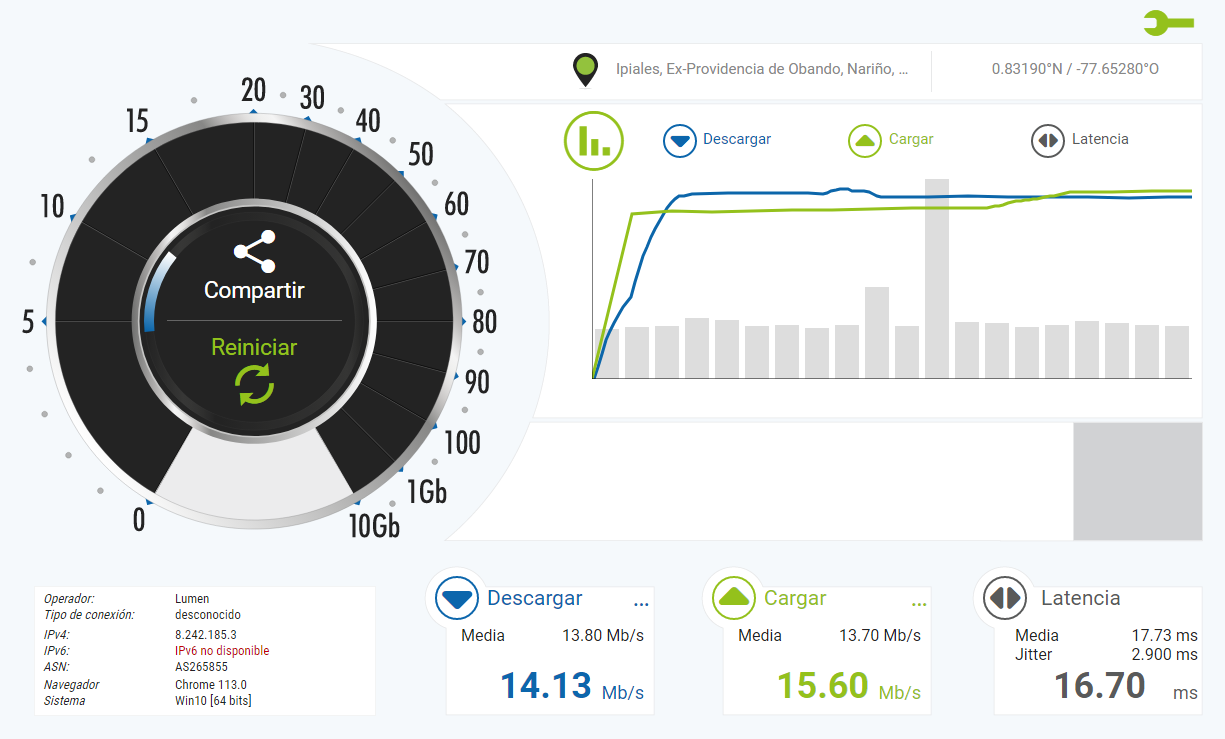 Ipiales, Ex-Providencia de Obando, Nariño, ...
0.83190°N / -77.65280°O
Descargar
Cargar
Latencia
0
5
10
15
20
30
40
50
60
70
80
90
100
1Gb
10Gb
Compartir
Reiniciar
Operador: Lumen
Tipo de conexión: desconocido
IPv4: 8.242.185.3
IPv6: IPv6 no disponible
ASN: AS265855
Navegador Chrome 113.0
Sistema Win10 [64 bits]
Descargar ...
Media 13.80 Mb/s
14.13 Mb/s
Cargar ...
Media 13.70 Mb/s
15.60 Mb/s
Latencia
Media 17.73 ms
Jitter 2.900 ms
16.70 ms